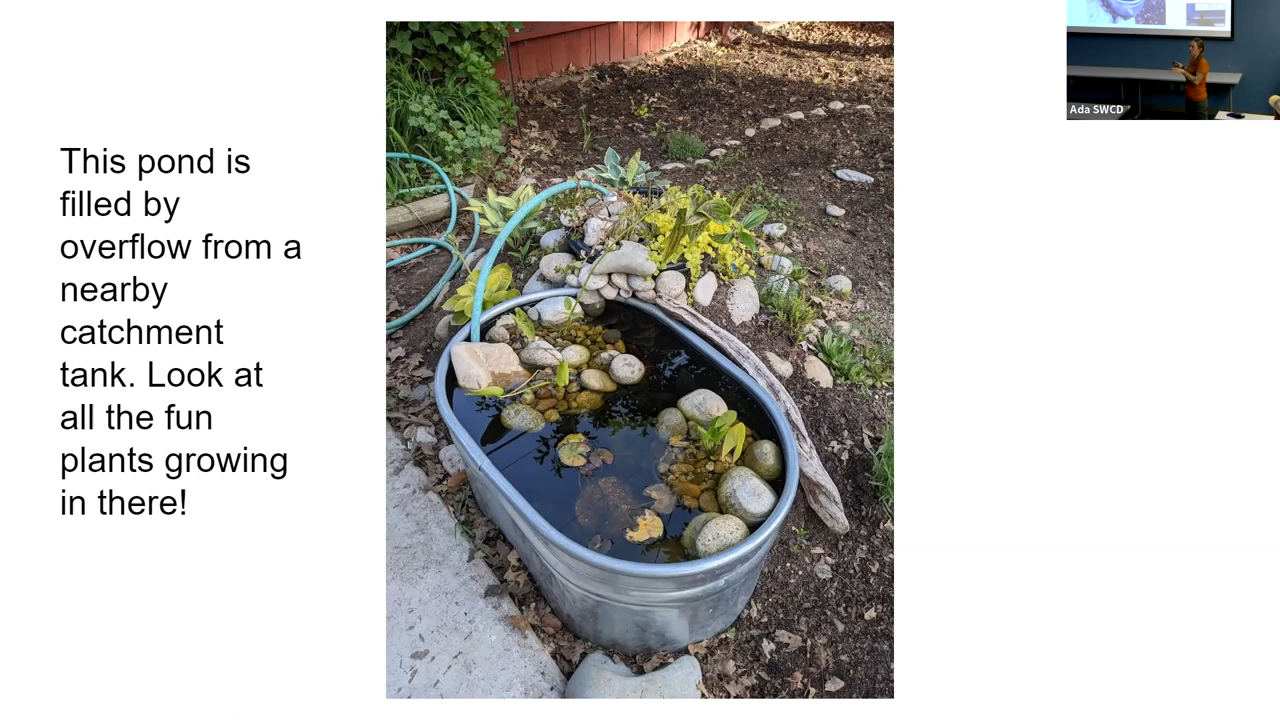 This pond is
filled by
overflow from a
nearby
catchment
tank. Look at
all the fun
plants growing
in there!
Ada SWCD